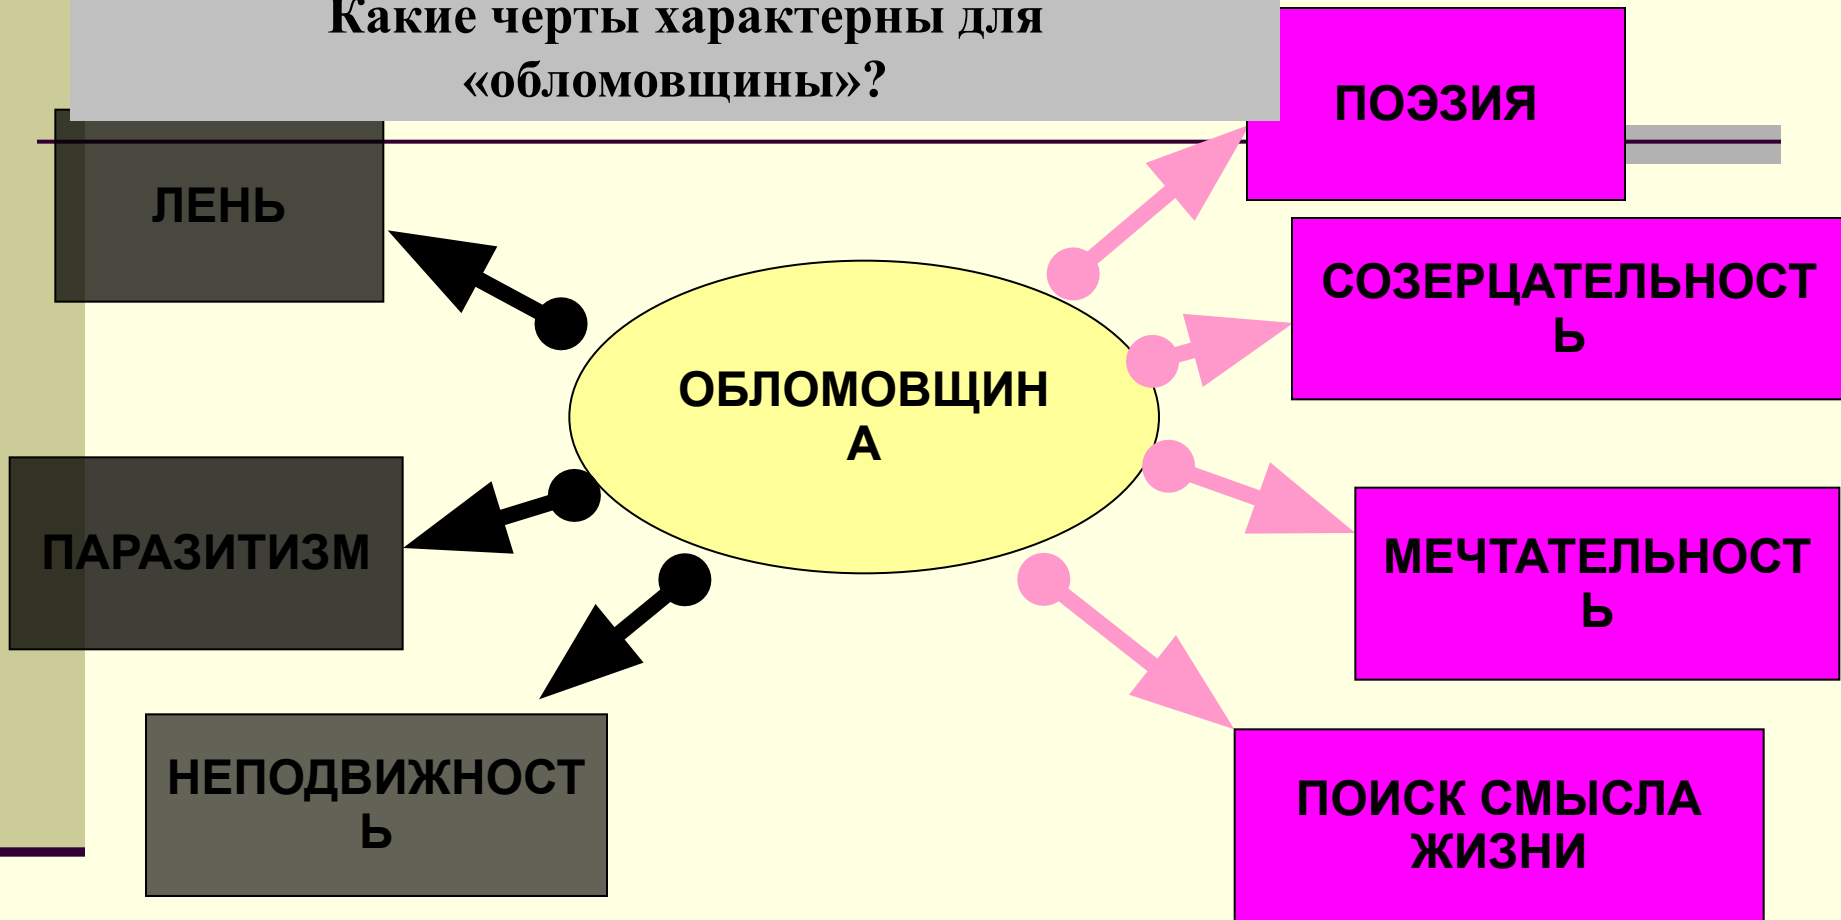 Какие черты характерны для
«обломовщины»?
ПОЭЗИЯ
ЛЕНЬ
СОЗЕРЦАТЕЛЬНОСТ
Ь
ОБЛОМОВЩИН
А
ПАРАЗИТИЗМ
МЕЧТАТЕЛЬНОСТ
Ь
НЕПОДВИЖНОСТ
Ь
ПОИСК СМЫСЛА
ЖИЗНИ